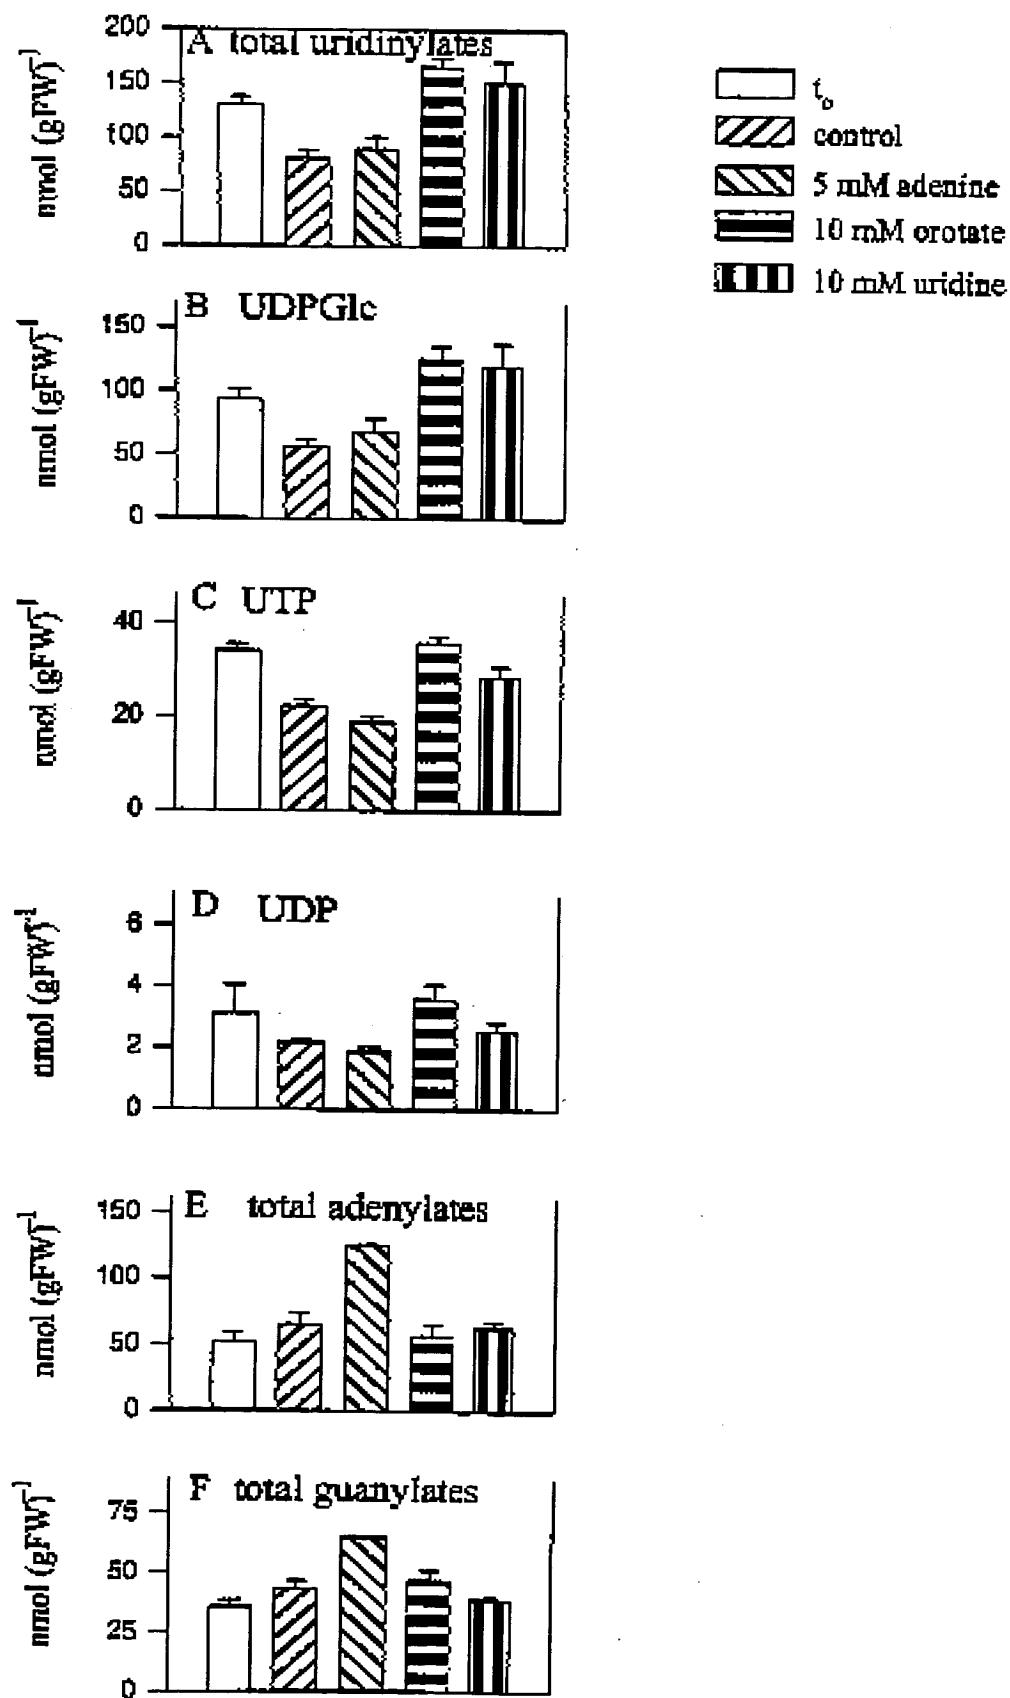 A total uridinylates
nmol (gFW)-1
200
150
100
50
0
t0
control
5 mM adenine
10 mM orotate
10 mM uridine
B UDPGlc
nmol (gFW)-1
150
100
50
0
C UTP
nmol (gFW)-1
40
20
0
D UDP
nmol (gFW)-1
6
4
2
0
E total adenylates
nmol (gFW)-1
150
100
50
0
F total guanylates
nmol (gFW)-1
75
50
25
0